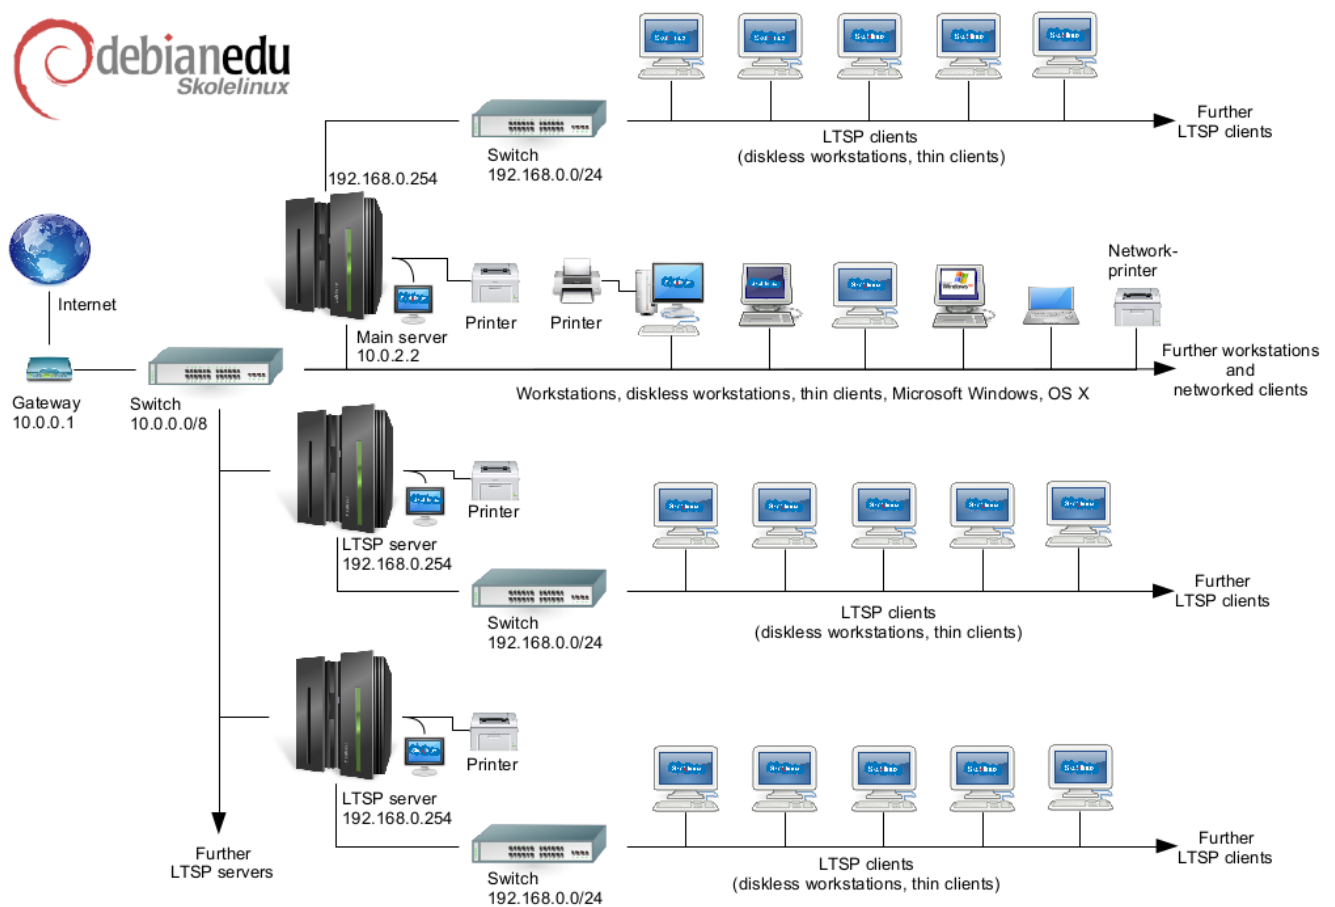 debianedu
Skolelinux
Further
LTSP clients
LTSP clients
(diskless workstations, thin clients)
Switch
192.168.0.0/24
192.168.0.254
Internet
Network-
printer
Printer
Printer
Main server
10.0.2.2
Windows
Gateway
10.0.0.1
Switch
10.0.0.0/8
Workstations, diskless workstations, thin clients, Microsoft Windows, OS X
Further workstations
and
networked clients
Printer
LTSP server
192.168.0.254
Switch
192.168.0.0/24
LTSP clients
(diskless workstations, thin clients)
Further
LTSP clients
Printer
LTSP server
192.168.0.254
Switch
192.168.0.0/24
LTSP clients
(diskless workstations, thin clients)
Further
LTSP clients
Further
LTSP servers